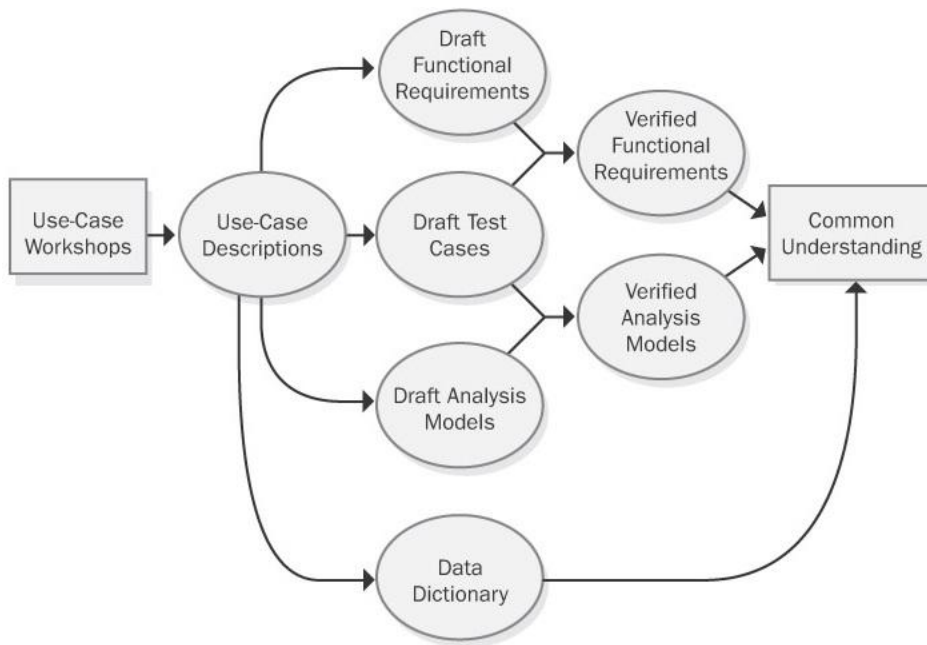 Use-Case
Workshops
Use-Case
Descriptions
Draft
Functional
Requirements
Draft Test
Cases
Draft Analysis
Models
Data
Dictionary
Verified
Functional
Requirements
Verified
Analysis
Models
Common
Understanding